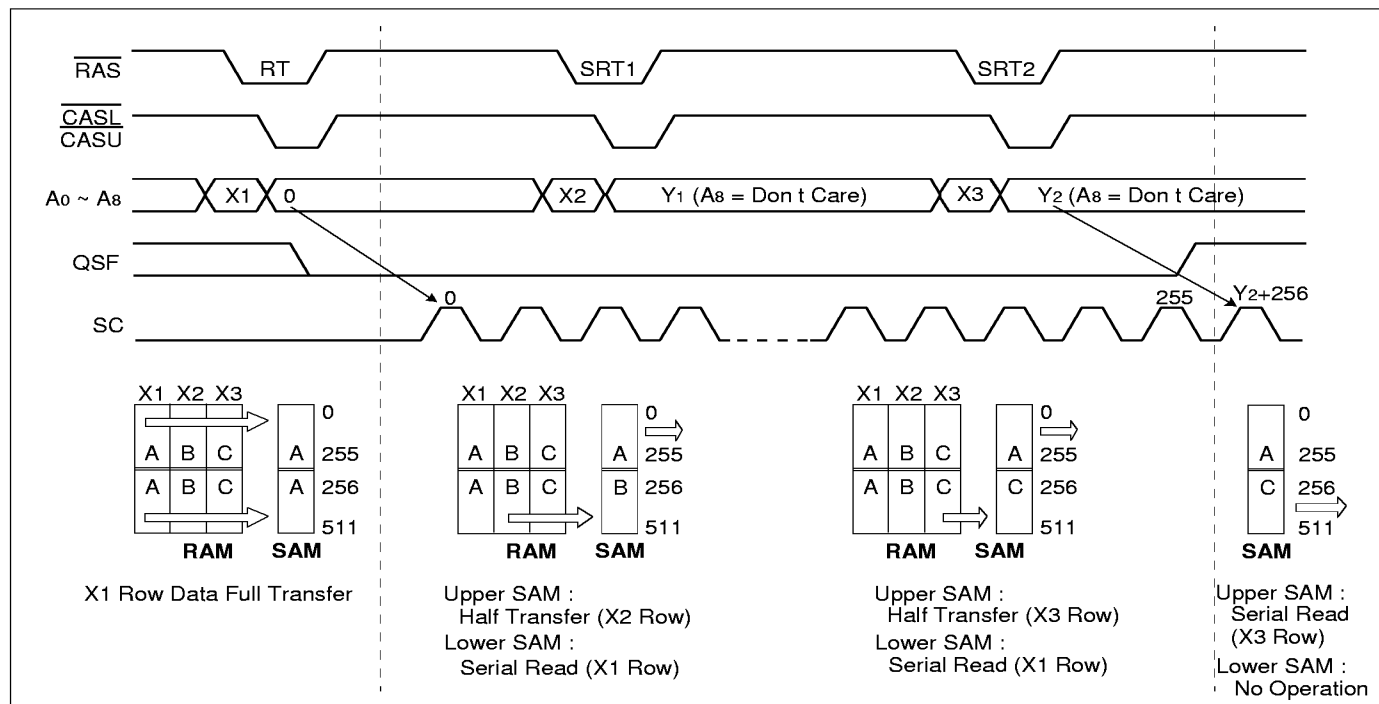 RAS RT SRT1 SRT2
CASL
CASU
A0 ~ A8 X1 0 X2 Y1 (A8 = Don t Care) X3 Y2 (A8 = Don t Care)
QSF
0 255 Y2+256
SC
X1 X2 X3 X1 X2 X3 X1 X2 X3
0 0 0 0
A B C A 255 A B C A 255 A B C A 255 A 255
A B C A 256 A B C B 256 A B C C 256 C 256
511 511 511 511
RAM SAM RAM SAM RAM SAM SAM
X1 Row Data Full Transfer
Upper SAM :
Half Transfer (X2 Row)
Lower SAM :
Serial Read (X1 Row)
Upper SAM :
Half Transfer (X3 Row)
Lower SAM :
Serial Read (X1 Row)
Upper SAM :
Serial Read
(X3 Row)
Lower SAM :
No Operation